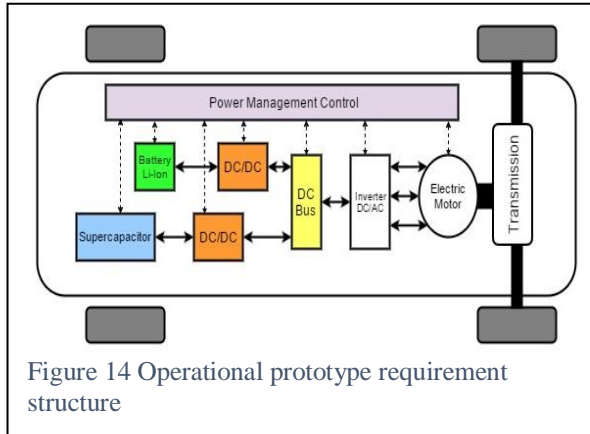 Power Management Control
Battery
Li-Ion
DC/DC
DC
Bus
Inverter
DC/AC
Electric
Motor
Transmission
Supercapacitor
DC/DC
Figure 14 Operational prototype requirement
structure